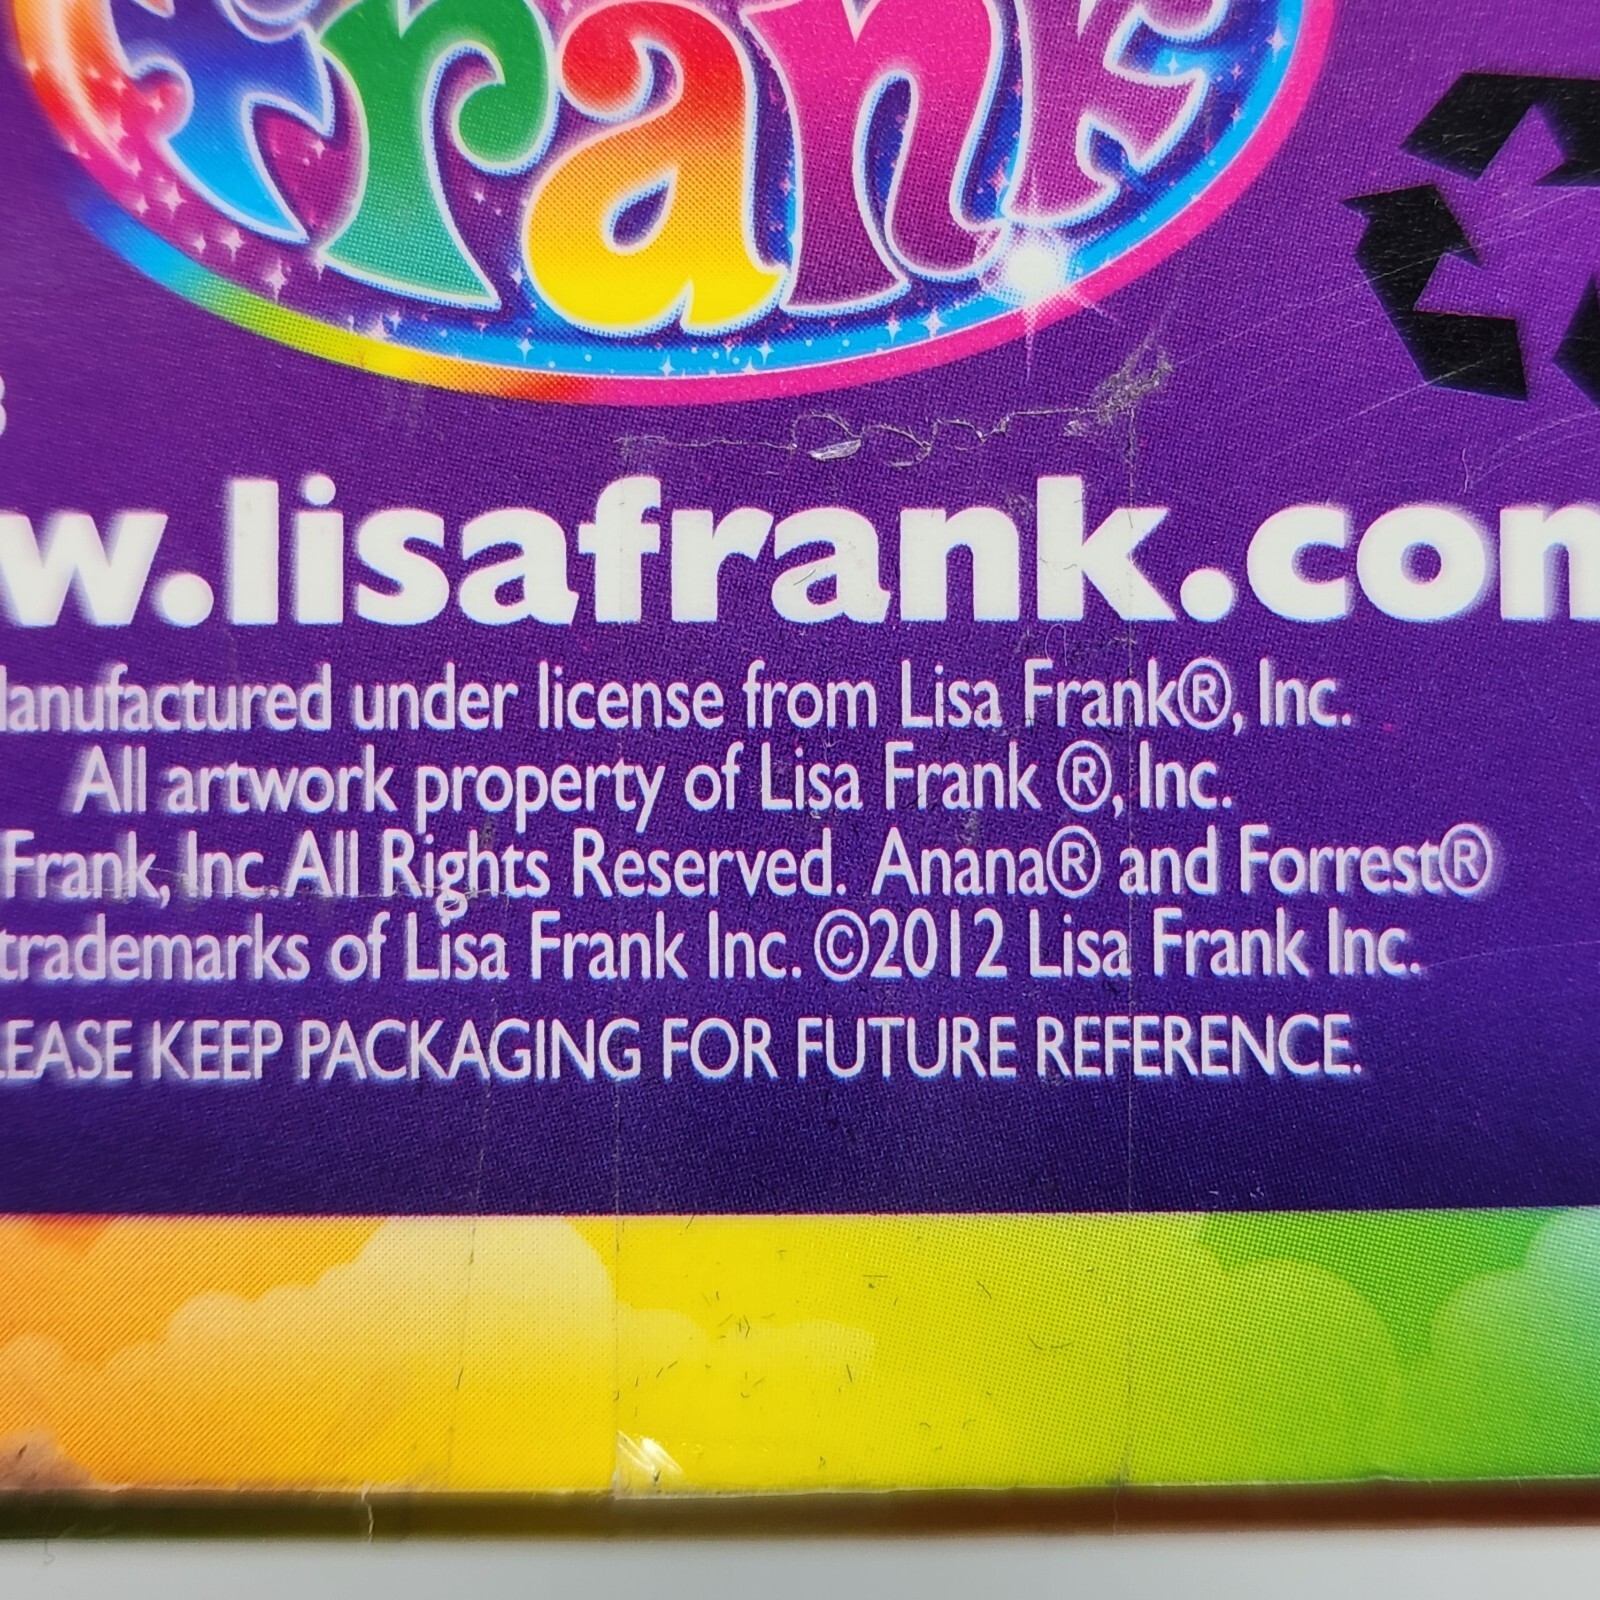 Frank
w.lisafrank.com
Manufactured under license from Lisa Frank®, Inc.
All artwork property of Lisa Frank ®, Inc.
Frank, Inc. All Rights Reserved. Anana® and Forrest®
trademarks of Lisa Frank Inc. ©2012 Lisa Frank Inc.
PLEASE KEEP PACKAGING FOR FUTURE REFERENCE.